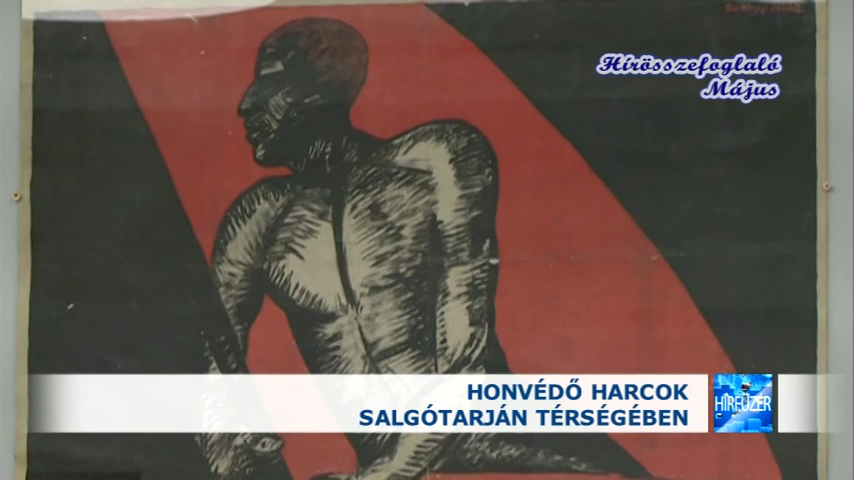 Hírösszefoglaló
Május
HONVÉDŐ HARCOK
SALGÓTARJÁN TÉRSÉGÉBEN
HÍRFÜZÉR